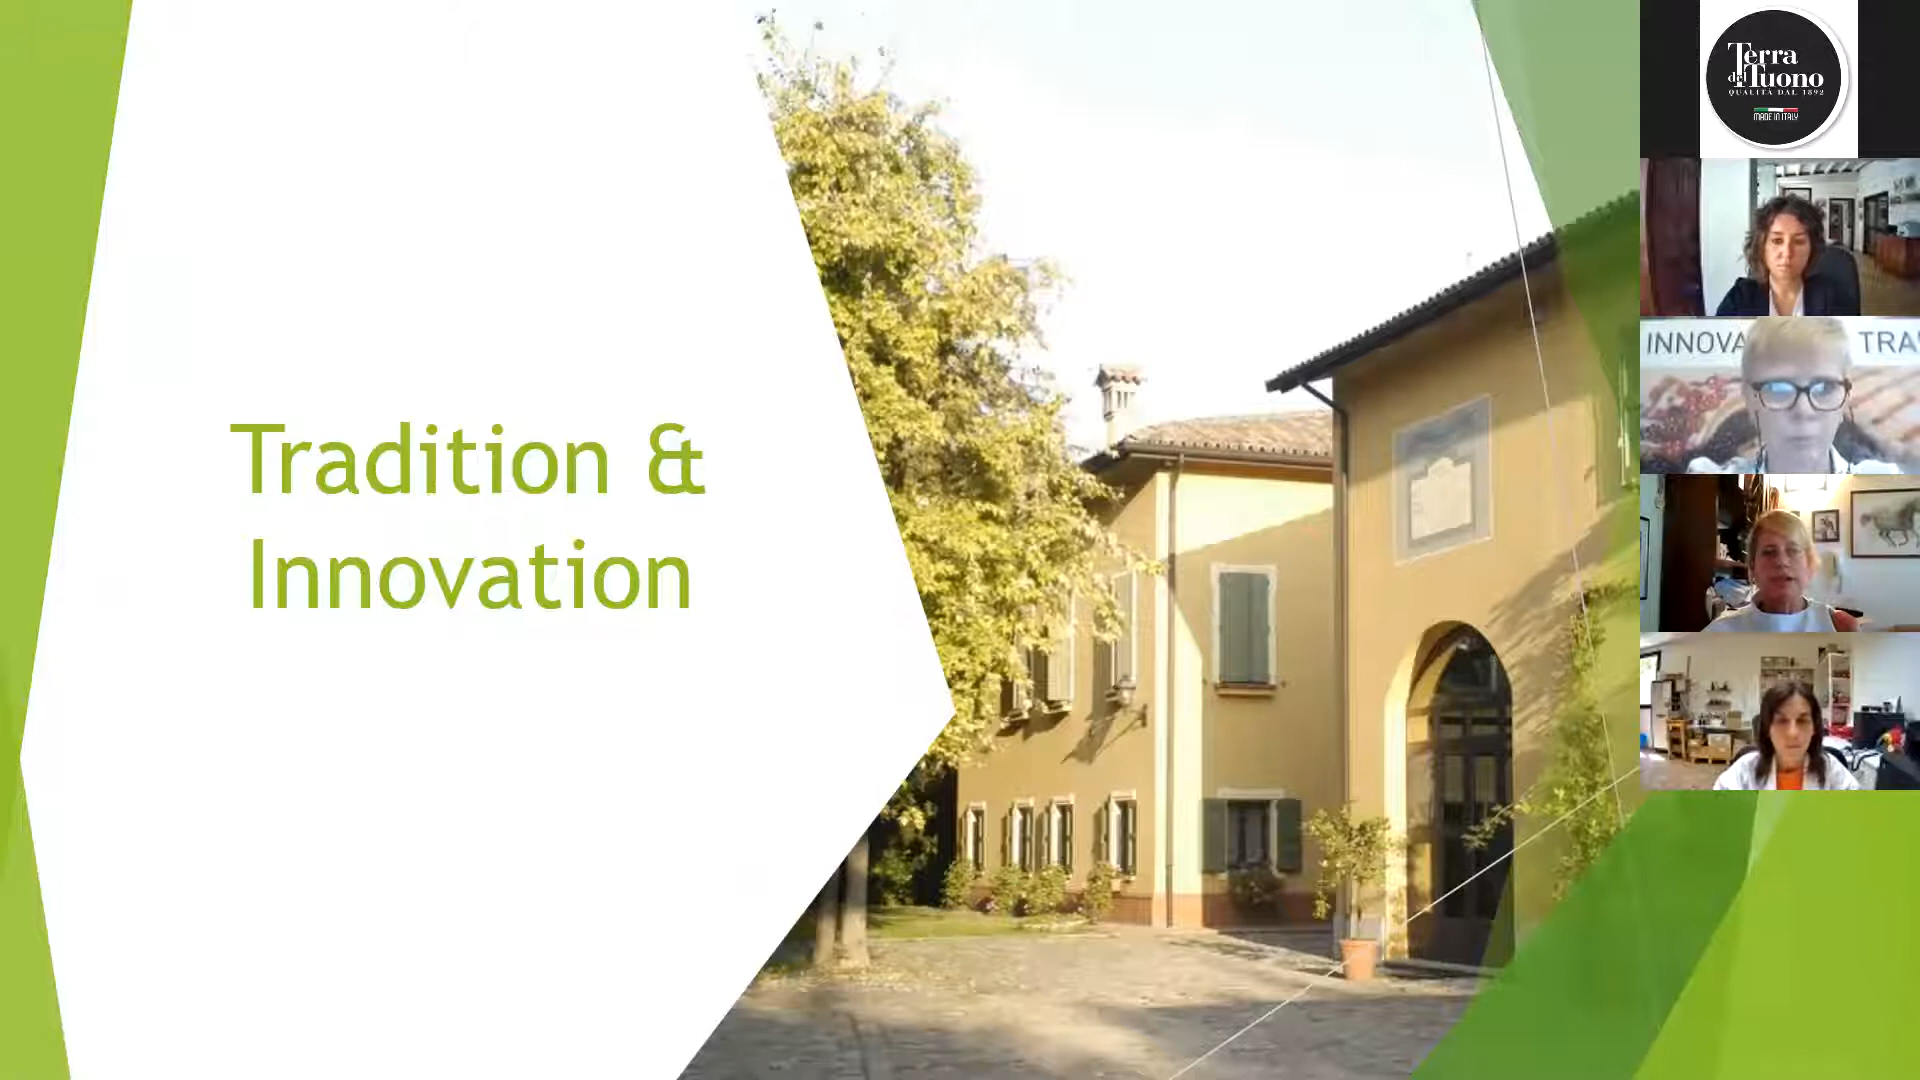 Tradition &
Innovation
Terra
del Tuono
QUALITÀ DAL 1892
MADE IN ITALY
INNOVA
TRA